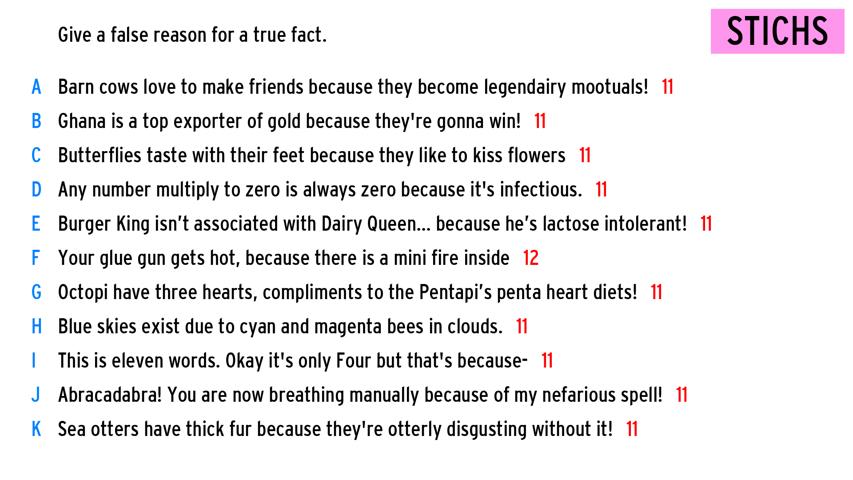 Give a false reason for a true fact.
STICHS
A Barn cows love to make friends because they become legendairy mootuals! 11
B Ghana is a top exporter of gold because they're gonna win! 11
C Butterflies taste with their feet because they like to kiss flowers 11
D Any number multiply to zero is always zero because it's infectious. 11
E Burger King isn’t associated with Dairy Queen... because he’s lactose intolerant! 11
F Your glue gun gets hot, because there is a mini fire inside 12
G Octopi have three hearts, compliments to the Pentapi’s penta heart diets! 11
H Blue skies exist due to cyan and magenta bees in clouds. 11
I This is eleven words. Okay it's only Four but that's because- 11
J Abracadabra! You are now breathing manually because of my nefarious spell! 11
K Sea otters have thick fur because they're otterly disgusting without it! 11